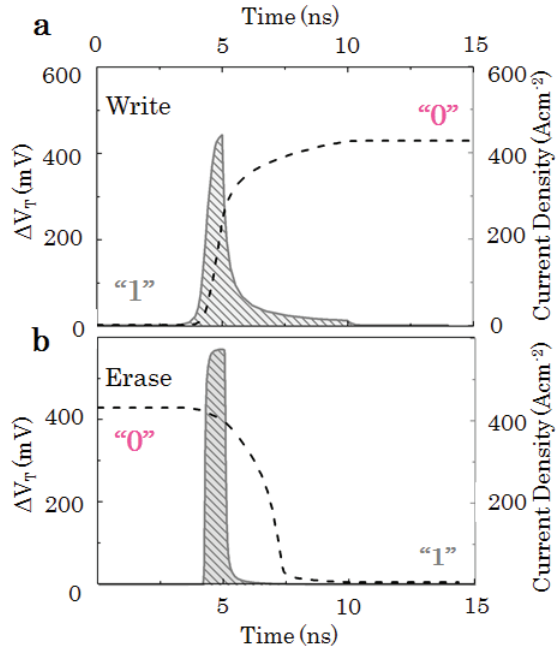 Time (ns)
a
0 5 10 15
600 600
Write
“0”
400 400
200 200
“1”
0 0
ΔV_T (mV)
Current Density (Acm⁻²)
b
600
Erase
400 400
“0”
200 200
“1”
0
0 5 10 15
ΔV_T (mV)
Current Density (Acm⁻²)
Time (ns)